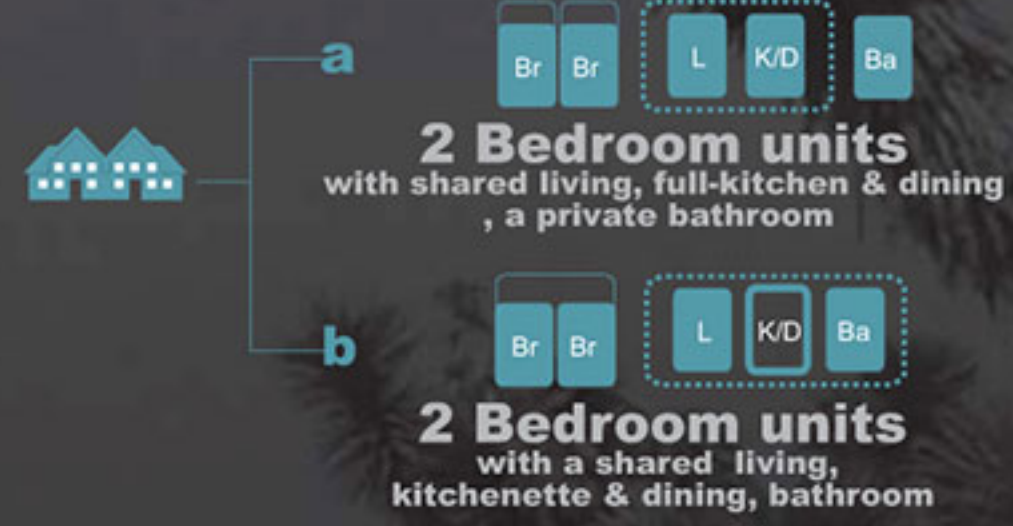 a
Br Br L K/D Ba
2 Bedroom units
with shared living, full-kitchen & dining
, a private bathroom
b
Br Br L K/D Ba
2 Bedroom units
with a shared living,
kitchenette & dining, bathroom